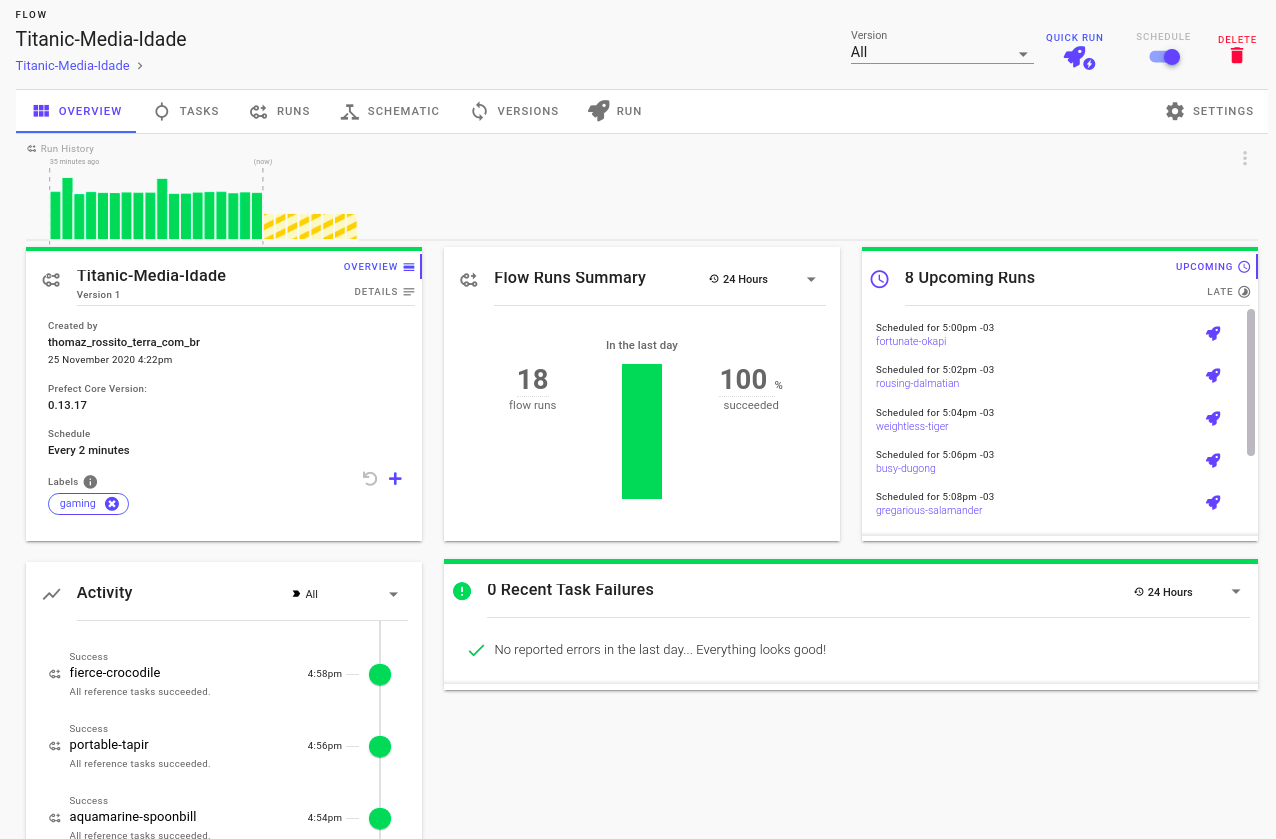 FLOW
Titanic-Media-Idade
Titanic-Media-Idade
Version
All
QUICK RUN
SCHEDULE
DELETE
OVERVIEW
TASKS
RUNS
SCHEMATIC
VERSIONS
RUN
SETTINGS
Run History
35 minutes ago
(now)
Titanic-Media-Idade
Version 1
OVERVIEW
DETAILS
Created by
thomaz_rossito_terra_com_br
25 November 2020 4:22pm
Prefect Core Version:
0.13.17
Schedule
Every 2 minutes
Labels
gaming
Flow Runs Summary
24 Hours
In the last day
18
flow runs
100 %
succeeded
8 Upcoming Runs
UPCOMING
LATE
Scheduled for 5:00pm -03
fortunate-okapi
Scheduled for 5:02pm -03
rousing-dalmatian
Scheduled for 5:04pm -03
weightless-tiger
Scheduled for 5:06pm -03
busy-dugong
Scheduled for 5:08pm -03
gregarious-salamander
Activity
All
Success
fierce-crocodile
4:58pm
All reference tasks succeeded.
Success
portable-tapir
4:56pm
All reference tasks succeeded.
Success
aquamarine-spoonbill
4:54pm
All reference tasks succeeded.
0 Recent Task Failures
24 Hours
No reported errors in the last day... Everything looks good!